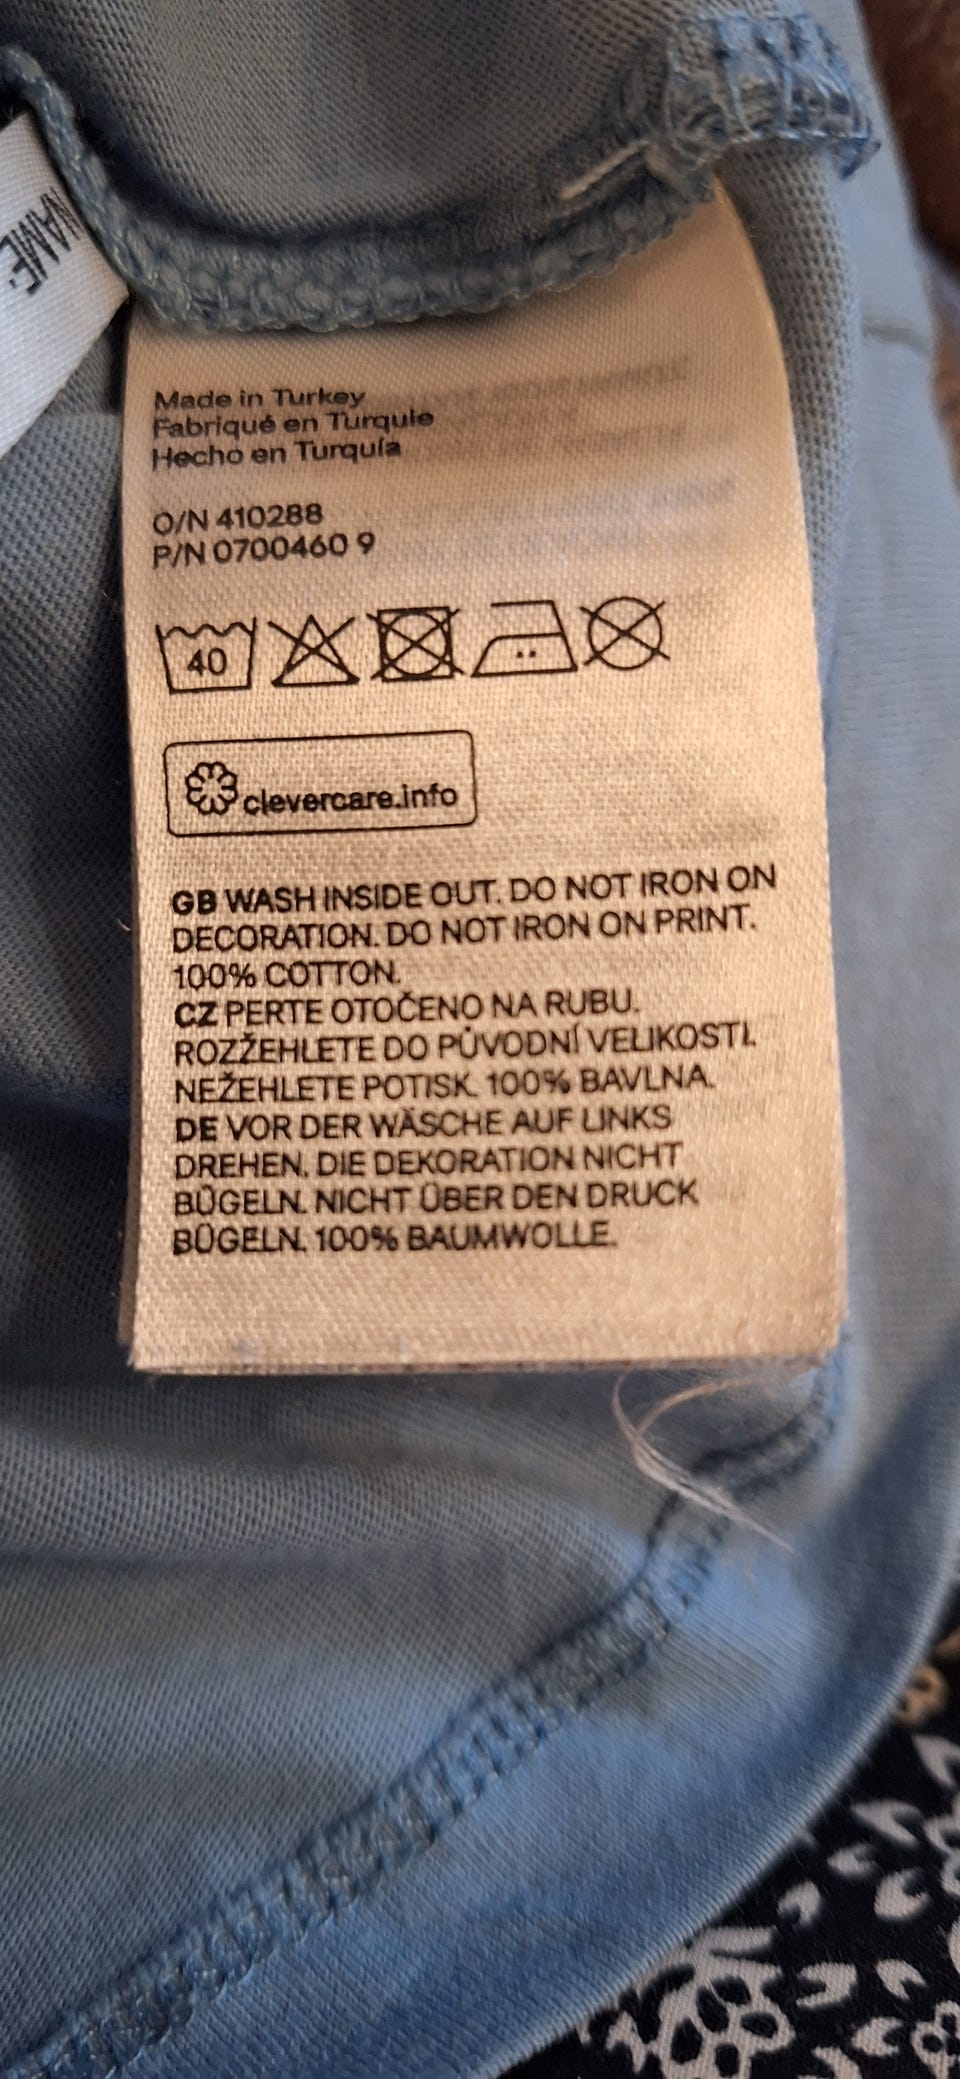 NAME:
Made in Turkey
Fabriqué en Turquie
Hecho en Turquía
O/N 410288
P/N 0700460 9
40
clevercare.info
GB WASH INSIDE OUT. DO NOT IRON ON
DECORATION. DO NOT IRON ON PRINT.
100% COTTON.
CZ PERTE OTOČENO NA RUBU.
ROZŽEHLETE DO PŮVODNÍ VELIKOSTI.
NEŽEHLETE POTISK. 100% BAVLNA.
DE VOR DER WÄSCHE AUF LINKS
DREHEN. DIE DEKORATION NICHT
BÜGELN. NICHT ÜBER DEN DRUCK
BÜGELN. 100% BAUMWOLLE.